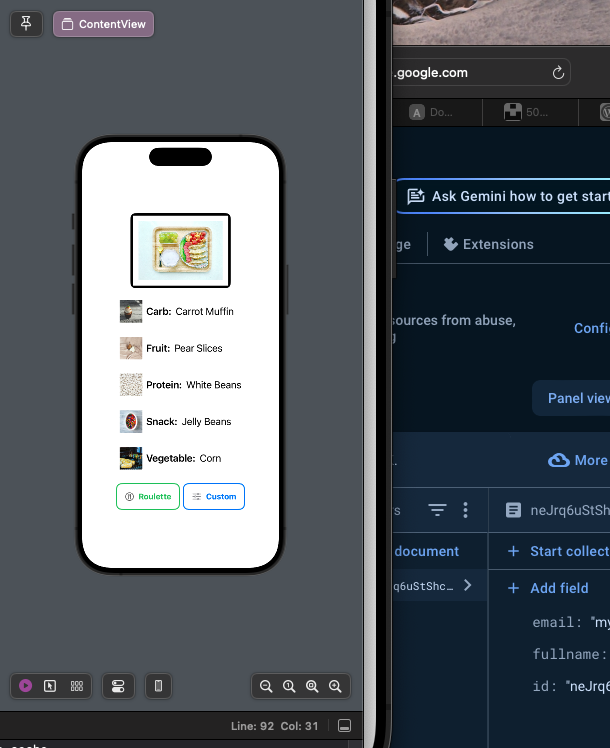 ContentView
.google.com
Do...
50...
Ask Gemini how to get start
ge
Extensions
Carb: Carrot Muffin
Fruit: Pear Slices
sources from abuse,
g
Confi
Protein: White Beans
Panel view
Snack: Jelly Beans
Vegetable: Corn
More
Roulette
Custom
rs
neJrq6uStSh
document
Start collect
q6uStShc...
Add field
email: "my
fullname:
id: "neJrq6
Line: 92 Col: 31